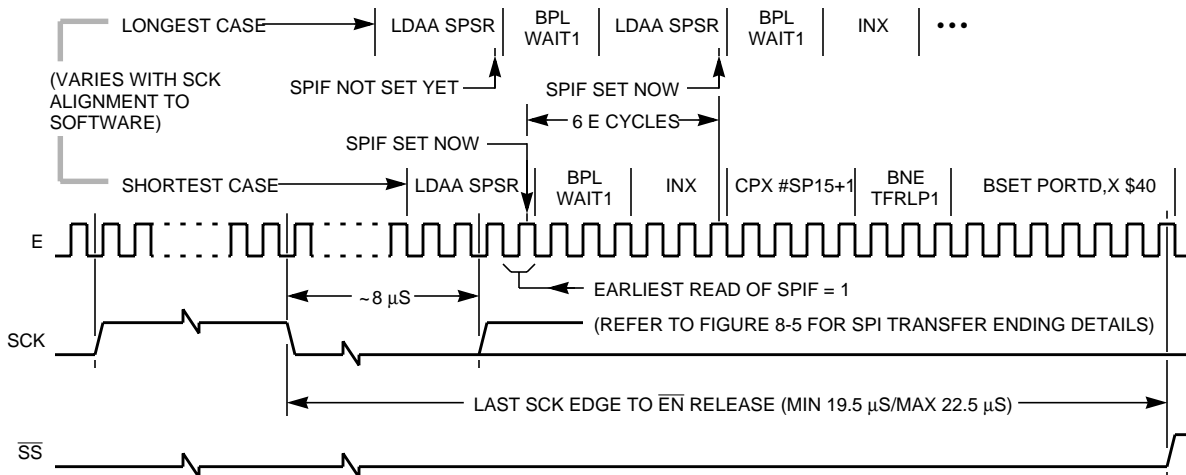 LONGEST CASE LDAA SPSR BPL WAIT1 LDAA SPSR BPL WAIT1 INX •••
(VARIES WITH SCK
ALIGNMENT TO
SOFTWARE)
SPIF NOT SET YET SPIF SET NOW
6 E CYCLES
SPIF SET NOW
SHORTEST CASE LDAA SPSR BPL WAIT1 INX CPX #SP15+1 BNE TFRLP1 BSET PORTD,X $40
E
EARLIEST READ OF SPIF = 1
~8 µS
(REFER TO FIGURE 8-5 FOR SPI TRANSFER ENDING DETAILS)
SCK
LAST SCK EDGE TO E̅N̅ RELEASE (MIN 19.5 µS/MAX 22.5 µS)
S̅S̅